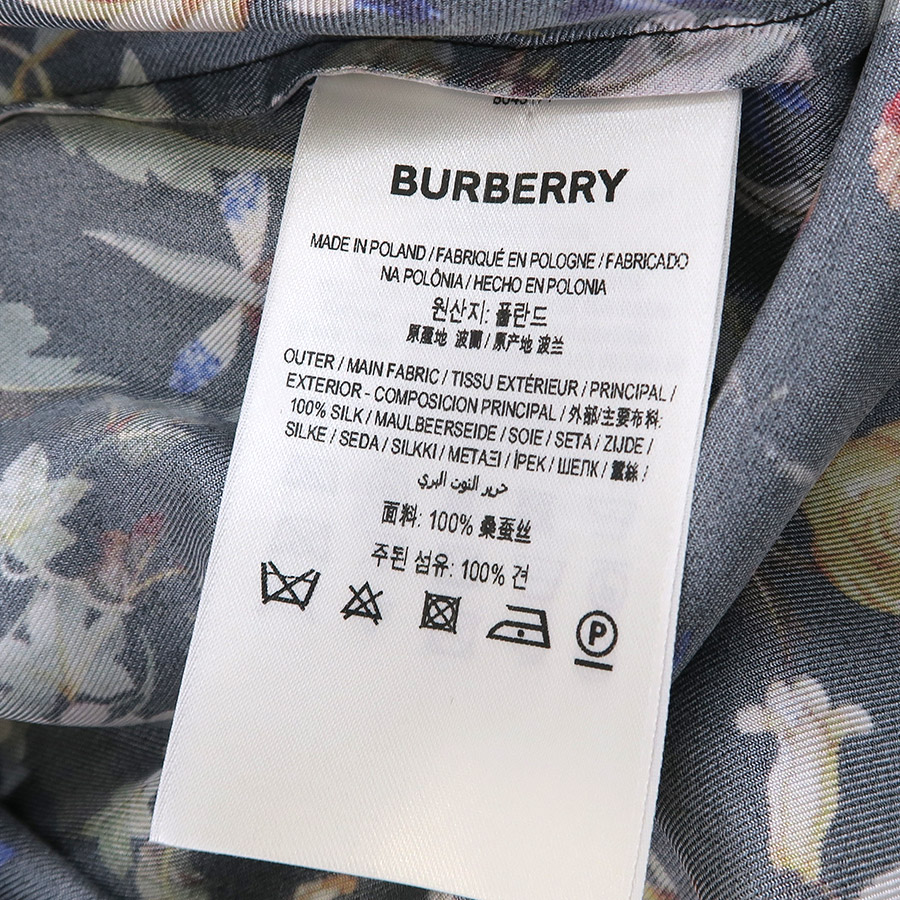 BURBERRY
MADE IN POLAND / FABRIQUÉ EN POLOGNE / FABRICADO
NA POLÔNIA / HECHO EN POLONIA
원산지: 폴란드
原產地 波蘭 / 原产地 波兰
OUTER / MAIN FABRIC / TISSU EXTÉRIEUR / PRINCIPAL /
EXTERIOR - COMPOSICION PRINCIPAL / 外部/主要布料:
100% SILK / MAULBEERSEIDE / SOIE / SETA / ZIJDE /
SILKE / SEDA / SILKKI / ΜΕΤΑΞΙ / İPEK / ШЕЛК / 蠶絲 /
حرير التوت البري
面料: 100% 桑蚕丝
주된 섬유: 100% 견
P